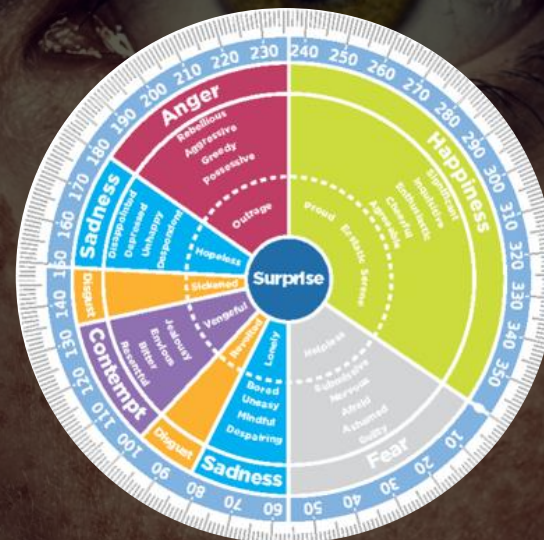 240
250
260
270
280
290
300
310
320
330
340
350
10
20
30
40
50
60
70
80
90
100
110
120
130
140
150
160
170
180
190
200
210
220
230
Happiness
Significant
Inquisitive
Enthusiastic
Cheerful
Agreeable
Proud
Ecstatic
Serene
Fear
Guilty
Ashamed
Afraid
Nervous
Submissive
Helpless
Sadness
Despairing
Mindful
Uneasy
Bored
Lonely
Disgust
Revolted
Contempt
Resentful
Bitter
Envious
Jealousy
Vengeful
Disgust
Sickened
Sadness
Disappointed
Depressed
Unhappy
Despondent
Hopeless
Anger
Rebellious
Aggressive
Greedy
Possessive
Outrage
Surprise